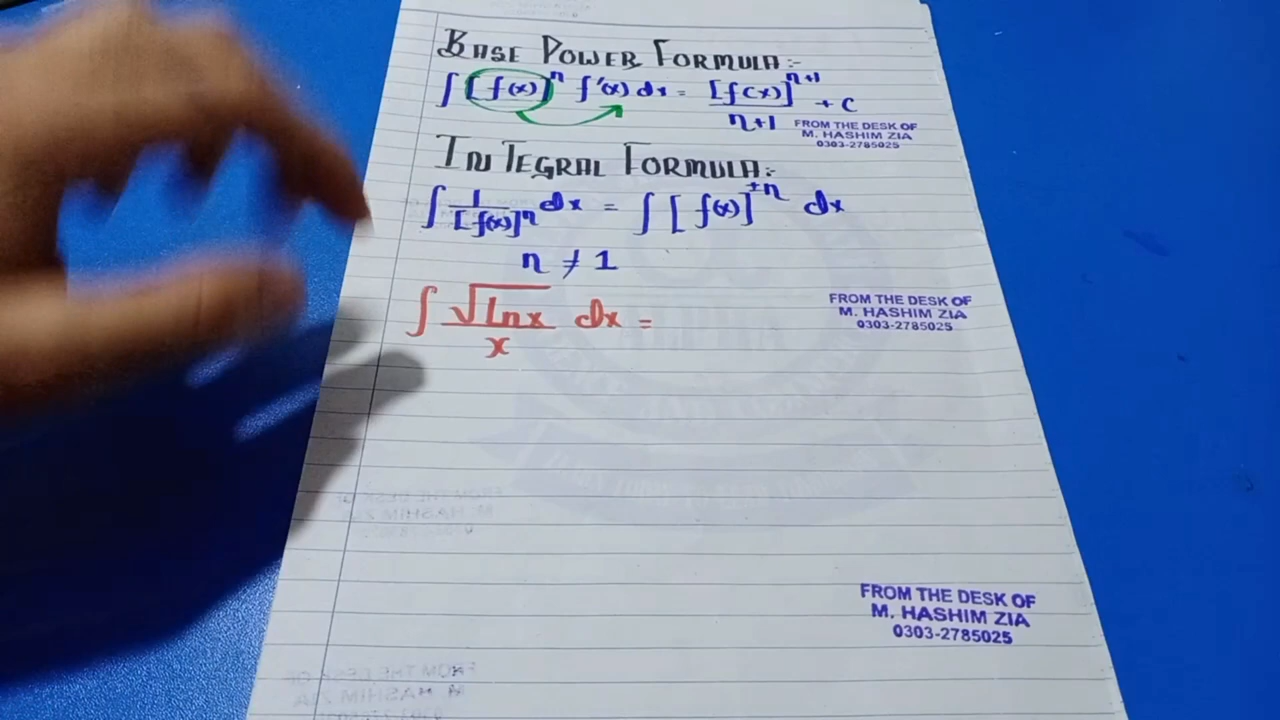 BASE POWER FORMULA:-
∫ [f(x)]ⁿ f'(x) dx = [f(x)]ⁿ⁺¹ / n+1 + c
FROM THE DESK OF
M. HASHIM ZIA
0303-2785025
INTEGRAL FORMULA:-
∫ 1/[f(x)]ⁿ dx = ∫ [f(x)]^±n dx
n ≠ 1
∫ √lnx / x dx =
FROM THE DESK OF
M. HASHIM ZIA
0303-2785025
FROM THE DESK OF
M. HASHIM ZIA
0303-2785025